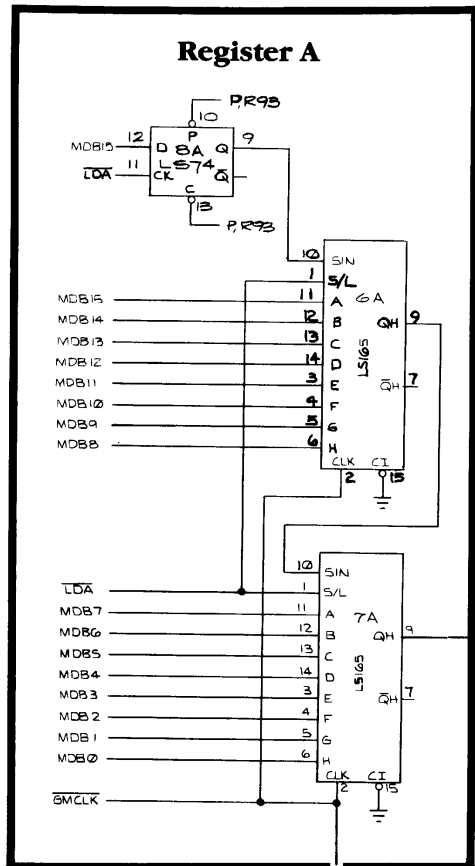 Register A
P,R93
10
MDB15 12 D P 8A Q 9
LDA 11 CK LS74 Q
C
13
P,R93
10 SIN
1 S/L
MDB15 11 A 6A
MDB14 12 B QH 9
MDB13 13 C
MDB12 14 D LS165
MDB11 3 E QH 7
MDB10 4 F
MDB9 5 G
MDB8 6 H
CLK CI
2 15
10 SIN
LDA 1 S/L
MDB7 11 A 7A
MDB6 12 B QH 9
MDB5 13 C
MDB4 14 D LS165
MDB3 3 E QH 7
MDB2 4 F
MDB1 5 G
MDB0 6 H
CLK CI
GMCLK 2 15